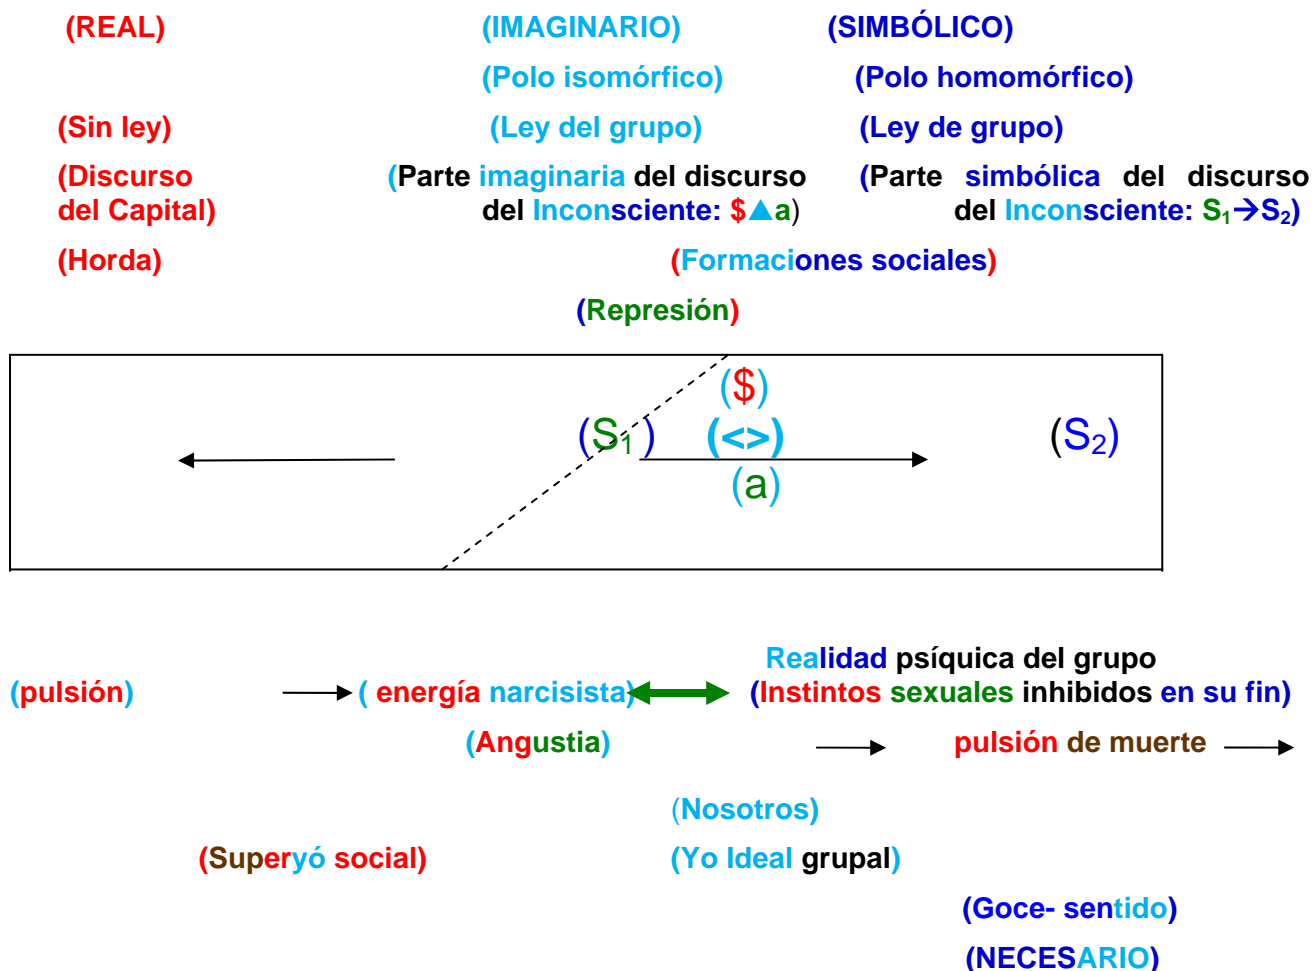 (REAL) (IMAGINARIO) (SIMBÓLICO)
(Polo isomórfico) (Polo homomórfico)
(Sin ley) (Ley del grupo) (Ley de grupo)
(Discurso (Parte imaginaria del discurso (Parte simbólica del discurso
del Capital) del Inconsciente: $▲a) del Inconsciente: S₁→S₂)
(Horda) (Formaciones sociales)
(Represión)
($)
(S₁ ) (<>) (S₂)
(a)
Realidad psíquica del grupo
(pulsión) → ( energía narcisista) ↔ (Instintos sexuales inhibidos en su fin)
(Angustia) → pulsión de muerte →
(Nosotros)
(Superyó social) (Yo Ideal grupal)
(Goce- sentido)
(NECESARIO)